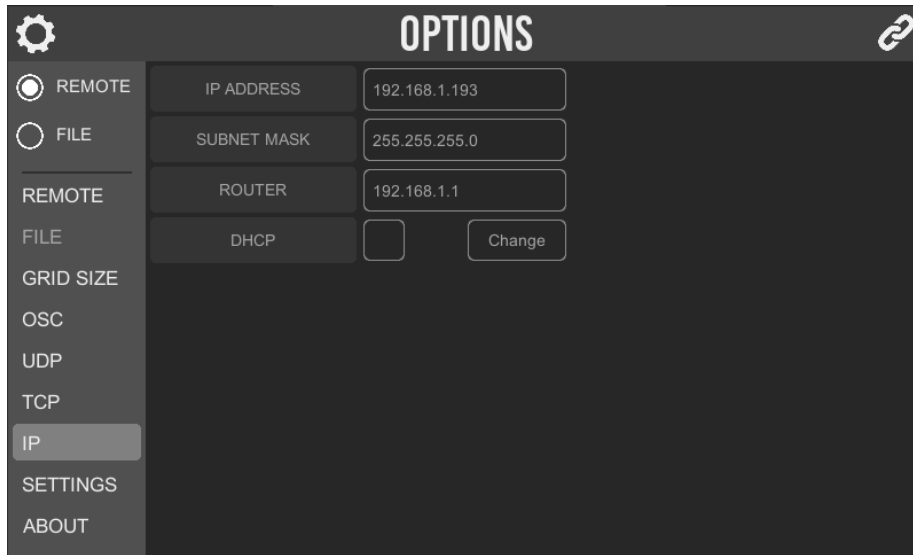 OPTIONS
REMOTE
FILE
REMOTE
FILE
GRID SIZE
OSC
UDP
TCP
IP
SETTINGS
ABOUT
IP ADDRESS 192.168.1.193
SUBNET MASK 255.255.255.0
ROUTER 192.168.1.1
DHCP Change